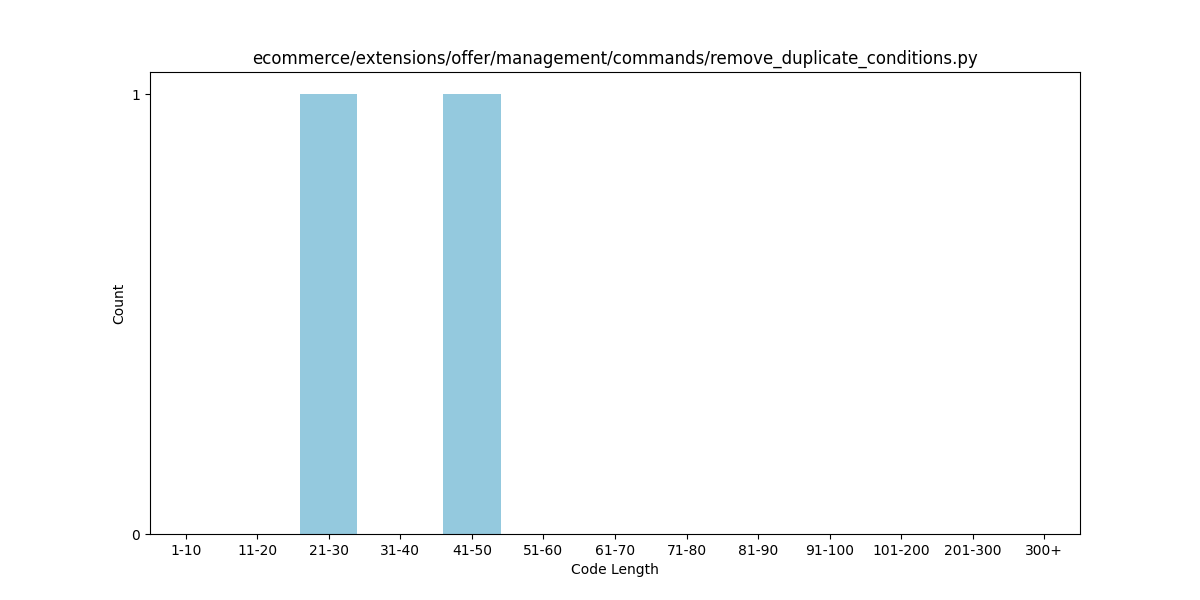 ecommerce/extensions/offer/management/commands/remove_duplicate_conditions.py
1
Count
0
1-10 11-20 21-30 31-40 41-50 51-60 61-70 71-80 81-90 91-100 101-200 201-300 300+
Code Length